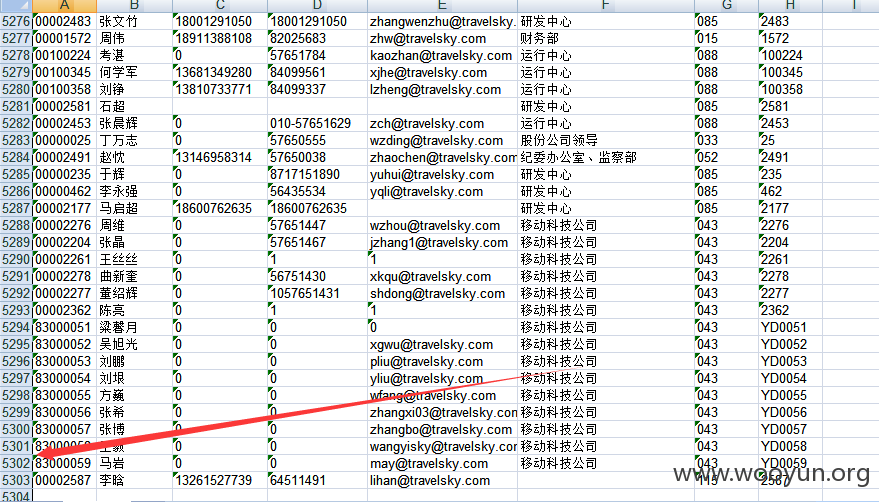 A B C D E F G H I
5276 00002483 张文竹 18001291050 18001291050 zhangwenzhu@travelsky. 研发中心 085 2483
5277 00001572 周伟 18911388108 82025683 zhw@travelsky.com 财务部 015 1572
5278 00100224 考湛 0 57651784 kaozhan@travelsky.com 运行中心 088 100224
5279 00100345 何学军 13681349280 84099561 xjhe@travelsky.com 运行中心 088 100345
5280 00100358 刘铮 13810733771 84099337 lzheng@travelsky.com 运行中心 088 100358
5281 00002581 石超 研发中心 085 2581
5282 00002453 张晨辉 0 010-57651629 zch@travelsky.com 运行中心 088 2453
5283 00000025 丁万志 0 57650555 wzding@travelsky.com 股份公司领导 033 25
5284 00002491 赵忱 13146958314 57650038 zhaochen@travelsky.com 纪委办公室、监察部 052 2491
5285 00000235 于辉 0 8717151890 yuhui@travelsky.com 研发中心 085 235
5286 00000462 李永强 0 56435534 yqli@travelsky.com 研发中心 085 462
5287 00002177 马启超 18600762635 18600762635 研发中心 085 2177
5288 00002276 周维 0 57651447 wzhou@travelsky.com 移动科技公司 043 2276
5289 00002204 张晶 0 57651467 jzhang1@travelsky.com 移动科技公司 043 2204
5290 00002261 王丝丝 0 1 1 移动科技公司 043 2261
5291 00002278 曲新奎 0 56751430 xkqu@travelsky.com 移动科技公司 043 2278
5292 00002277 董绍辉 0 1057651431 shdong@travelsky.com 移动科技公司 043 2277
5293 00002362 陈亮 0 1 1 移动科技公司 043 2362
5294 83000051 梁馨月 0 0 0 移动科技公司 043 YD0051
5295 83000052 吴旭光 0 0 xgwu@travelsky.com 移动科技公司 043 YD0052
5296 83000053 刘鹏 0 0 pliu@travelsky.com 移动科技公司 043 YD0053
5297 83000054 刘垠 0 0 yliu@travelsky.com 移动科技公司 043 YD0054
5298 83000055 方巍 0 0 wfang@travelsky.com 移动科技公司 043 YD0055
5299 83000056 张希 0 0 zhangxi03@travelsky.com 移动科技公司 043 YD0056
5300 83000057 张博 0 0 zhangbo@travelsky.com 移动科技公司 043 YD0057
5301 83000058 0 0 wangyisky@travelsky.com 移动科技公司 043 YD0058
5302 83000059 马岩 0 0 may@travelsky.com 移动科技公司 043 YD0059
5303 00002587 李晗 13261527739 64511491 lihan@travelsky.com 2587
5304
www.wooyun.org